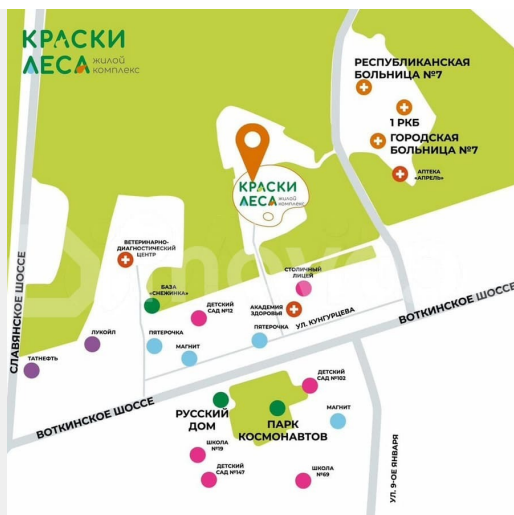 КРАСКИ
ЛЕСА жилой
комплекс
РЕСПУБЛИКАНСКАЯ
БОЛЬНИЦА №7
1 РКБ
ГОРОДСКАЯ
БОЛЬНИЦА №7
АПТЕКА
«АПРЕЛЬ»
КРАСКИ
ЛЕСА жилой
комплекс
ВЕТЕРИНАРНО-
ДИАГНОСТИЧЕСКИЙ
ЦЕНТР
СТОЛИЧНЫЙ
ЛИЦЕЙ
БАЗА
«СНЕЖИНКА»
ДЕТСКИЙ
САД №12
АКАДЕМИЯ
ЗДОРОВЬЯ
УЛ. КУНГУРЦЕВА
ВОТКИНСКОЕ ШОССЕ
СЛАВЯНСКОЕ ШОССЕ
ЛУКОЙЛ
ТАТНЕФТЬ
ПЯТЕРОЧКА
МАГНИТ
ПЯТЕРОЧКА
ВОТКИНСКОЕ ШОССЕ
ДЕТСКИЙ
САД №102
РУССКИЙ
ДОМ
ПАРК
КОСМОНАВТОВ
МАГНИТ
ШКОЛА
№19
ДЕТСКИЙ
САД №147
ШКОЛА
№69
УЛ. 9-ОЕ ЯНВАРЯ